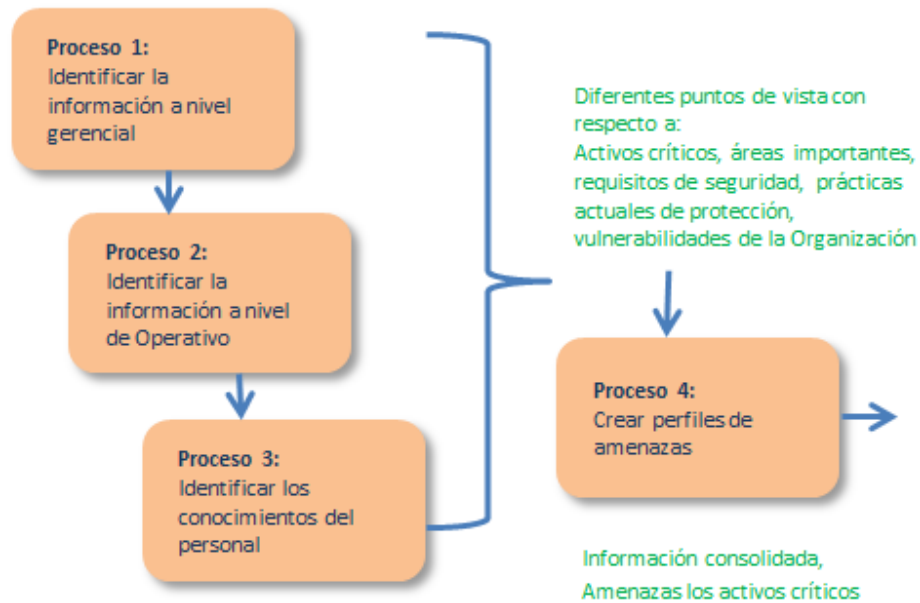 Proceso 1:
Identificar la
información a nivel
gerencial
Proceso 2:
Identificar la
información a nivel
de Operativo
Proceso 3:
Identificar los
conocimientos del
personal
Diferentes puntos de vista con
respecto a:
Activos críticos, áreas importantes,
requisitos de seguridad, prácticas
actuales de protección,
vulnerabilidades de la Organización
Proceso 4:
Crear perfiles de
amenazas
Información consolidada,
Amenazas los activos críticos